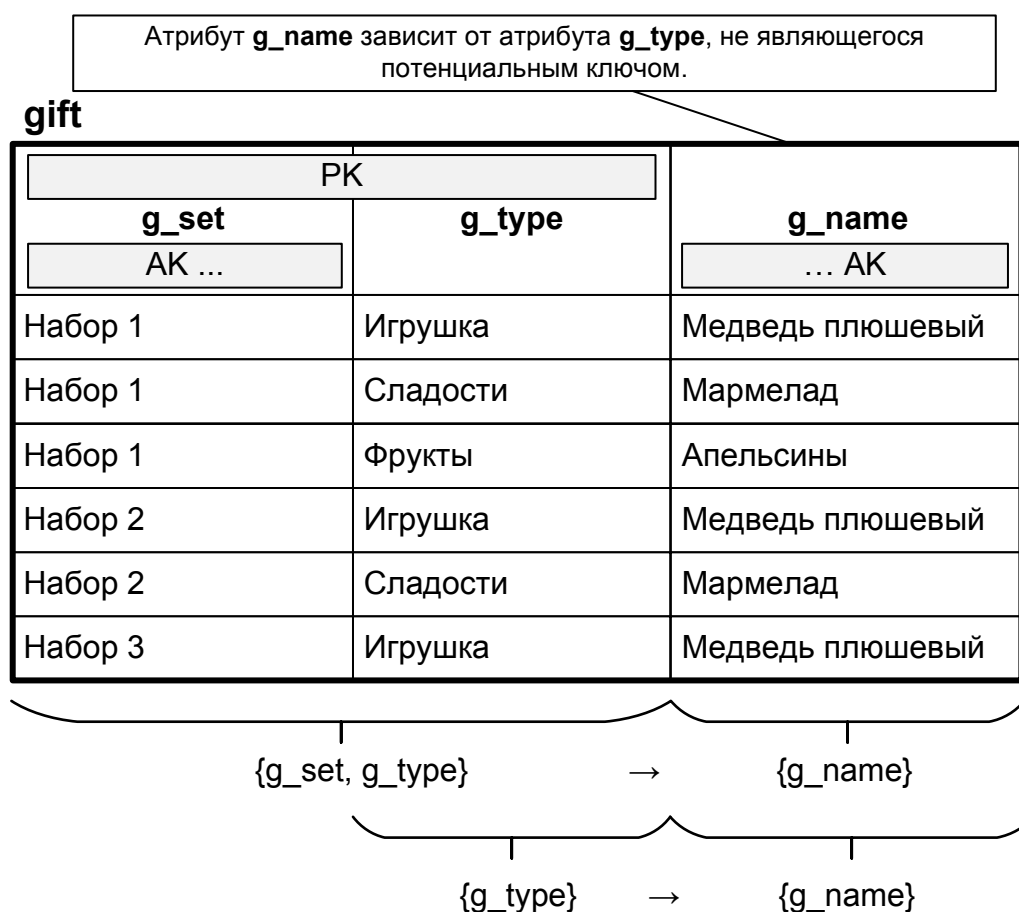 Атрибут g_name зависит от атрибута g_type, не являющегося
потенциальным ключом.
gift
PK
g_set g_type g_name
AK ... … AK
Набор 1 Игрушка Медведь плюшевый
Набор 1 Сладости Мармелад
Набор 1 Фрукты Апельсины
Набор 2 Игрушка Медведь плюшевый
Набор 2 Сладости Мармелад
Набор 3 Игрушка Медведь плюшевый
{g_set, g_type} → {g_name}
{g_type} → {g_name}